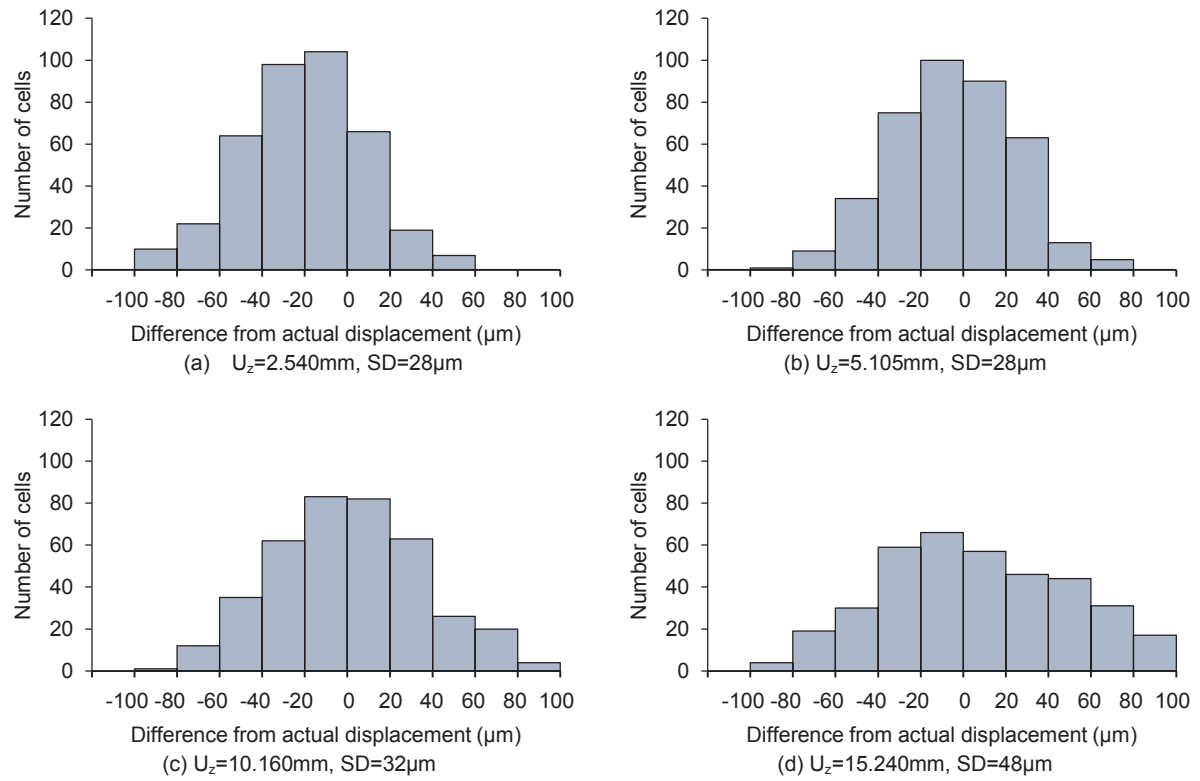 120
100
80
60
40
20
0
Number of cells
-100 -80 -60 -40 -20 0 20 40 60 80 100
Difference from actual displacement (µm)
(a) Uz=2.540mm, SD=28µm
120
100
80
60
40
20
0
Number of cells
-100 -80 -60 -40 -20 0 20 40 60 80 100
Difference from actual displacement (µm)
(b) Uz=5.105mm, SD=28µm
120
100
80
60
40
20
0
Number of cells
-100 -80 -60 -40 -20 0 20 40 60 80 100
Difference from actual displacement (µm)
(c) Uz=10.160mm, SD=32µm
120
100
80
60
40
20
0
Number of cells
-100 -80 -60 -40 -20 0 20 40 60 80 100
Difference from actual displacement (µm)
(d) Uz=15.240mm, SD=48µm